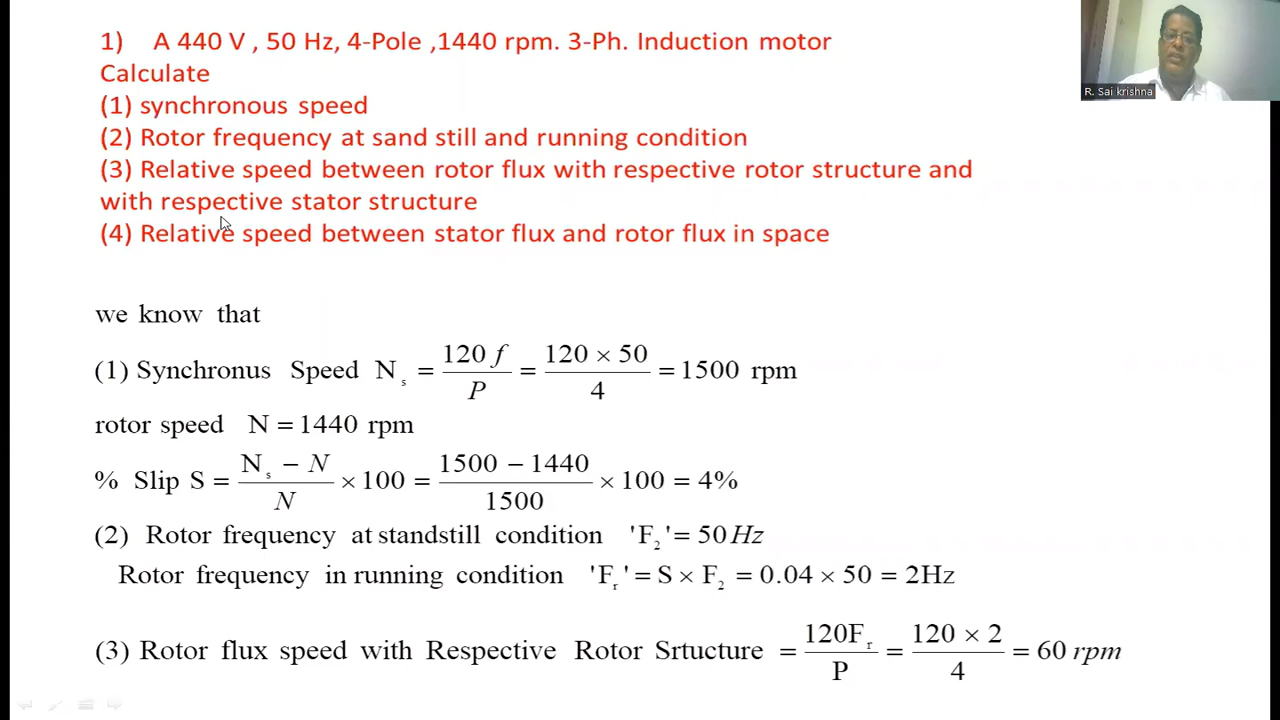 1) A 440 V , 50 Hz, 4-Pole ,1440 rpm. 3-Ph. Induction motor
Calculate
(1) synchronous speed
(2) Rotor frequency at sand still and running condition
(3) Relative speed between rotor flux with respective rotor structure and
with respective stator structure
(4) Relative speed between stator flux and rotor flux in space
R. Sai krishna
we know that
(1) Synchronus Speed N_s = 120 f / P = 120 × 50 / 4 = 1500 rpm
rotor speed N = 1440 rpm
% Slip S = N_s − N / N × 100 = 1500 − 1440 / 1500 × 100 = 4%
(2) Rotor frequency at standstill condition 'F_2' = 50 Hz
Rotor frequency in running condition 'F_r' = S × F_2 = 0.04 × 50 = 2Hz
(3) Rotor flux speed with Respective Rotor Srtucture = 120F_r / P = 120 × 2 / 4 = 60 rpm